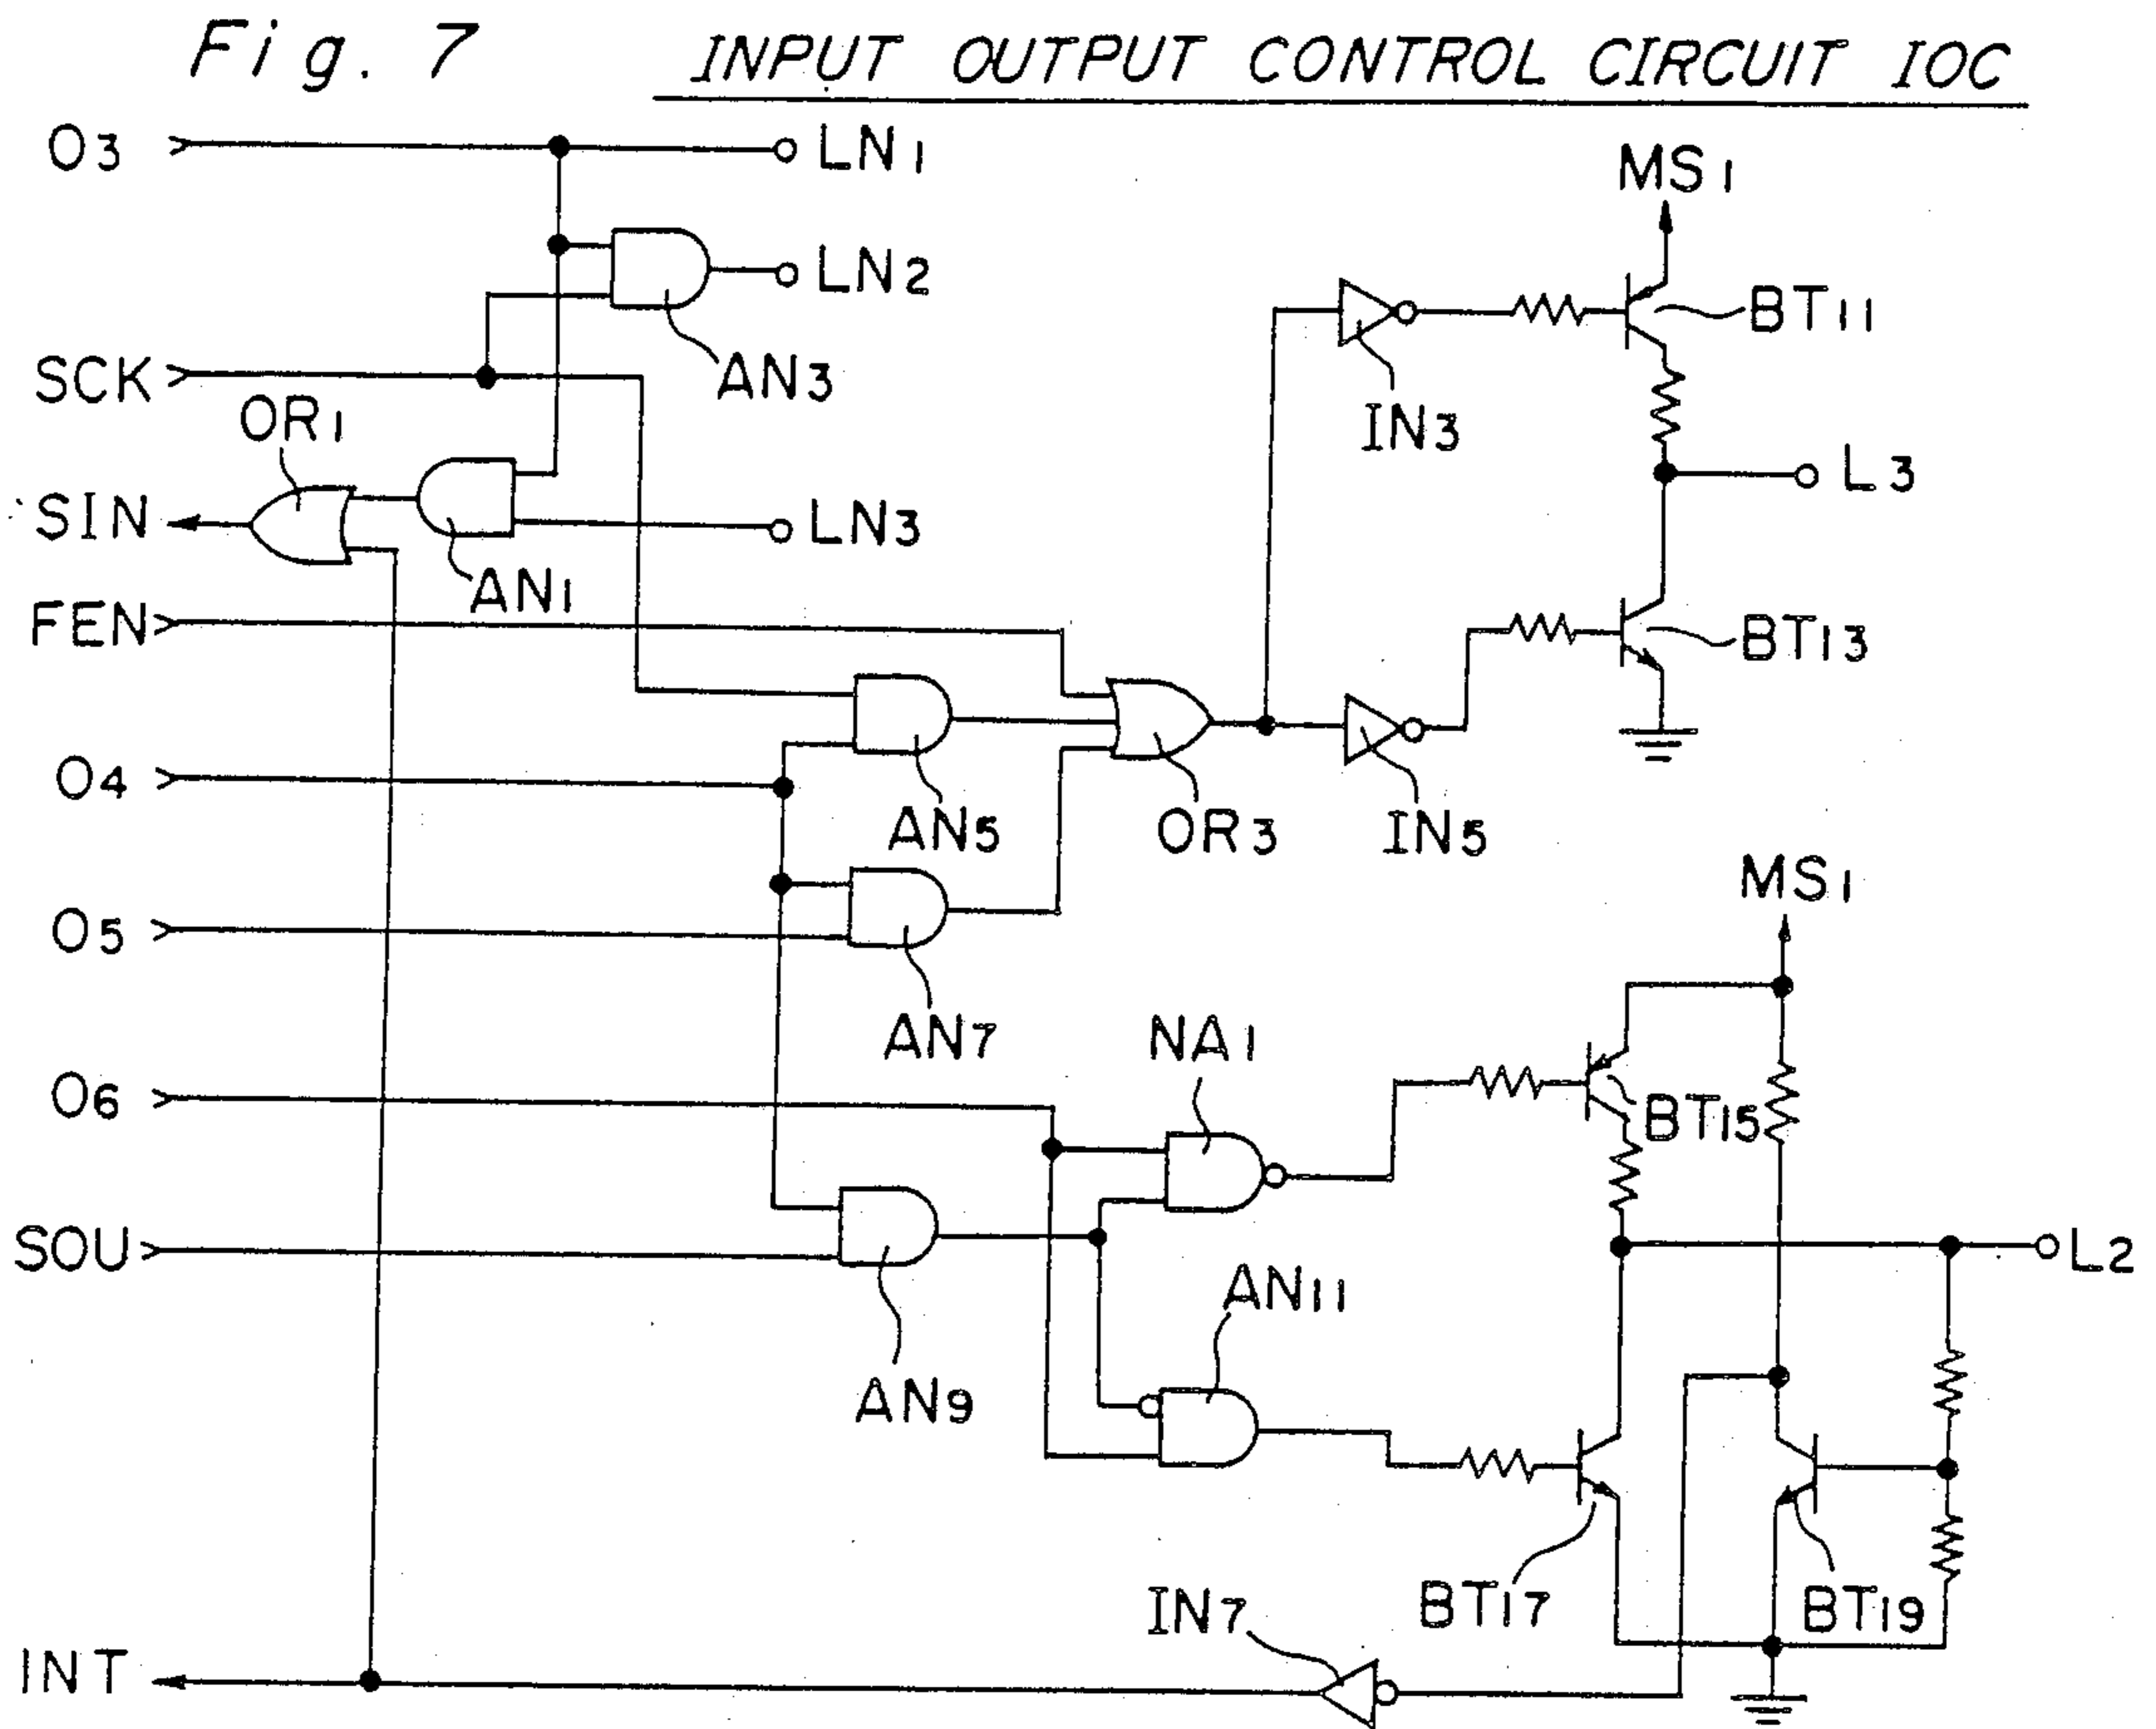 Fig. 7 INPUT OUTPUT CONTROL CIRCUIT IOC
O3
LN1
MS1
LN2
BT11
SCK
AN3
OR1
IN3
L3
SIN
LN3
AN1
FEN
BT13
O4
AN5
OR3
IN5
MS1
O5
AN7
NA1
O6
BT15
SOU
L2
AN11
AN9
IN7
BT17
BT19
INT